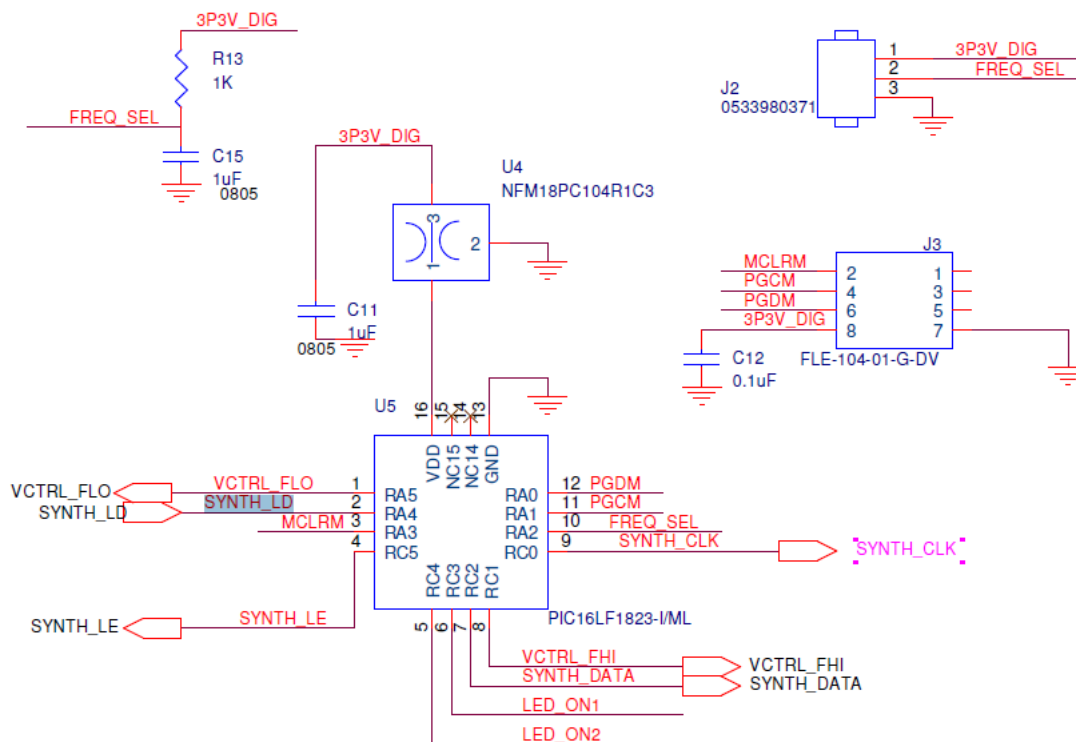 3P3V_DIG
R13
1K
FREQ_SEL
C15
1uF
0805
3P3V_DIG
U4
NFM18PC104R1C3
3
2
1
C11
1uF
0805
J2
0533980371
1
2
3
3P3V_DIG
FREQ_SEL
J3
MCLRM
PGCM
PGDM
3P3V_DIG
2
4
6
8
1
3
5
7
FLE-104-01-G-DV
C12
0.1uF
U5
16
15
14
13
VDD
NC15
NC14
GND
VCTRL_FLO
VCTRL_FLO
1
RA5
SYNTH_LD
SYNTH_LD
2
RA4
MCLRM
3
RA3
4
RC5
SYNTH_LE
SYNTH_LE
RA0
12
PGDM
RA1
11
PGCM
RA2
10
FREQ_SEL
RC0
9
SYNTH_CLK
SYNTH_CLK
RC4
RC3
RC2
RC1
5
6
7
8
PIC16LF1823-I/ML
VCTRL_FHI
VCTRL_FHI
SYNTH_DATA
SYNTH_DATA
LED_ON1
LED_ON2